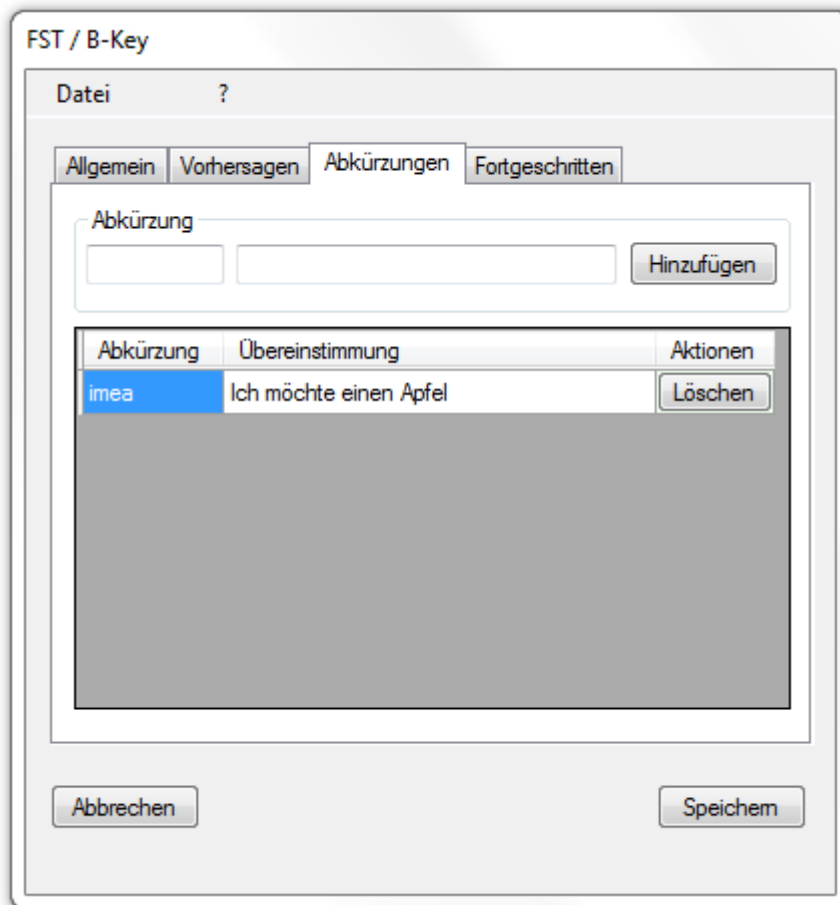 FST / B-Key
Datei ?
Allgemein Vorhersagen Abkürzungen Fortgeschritten
Abkürzung
Hinzufügen
Abkürzung Übereinstimmung Aktionen
imea Ich möchte einen Apfel Löschen
Abbrechen Speichern